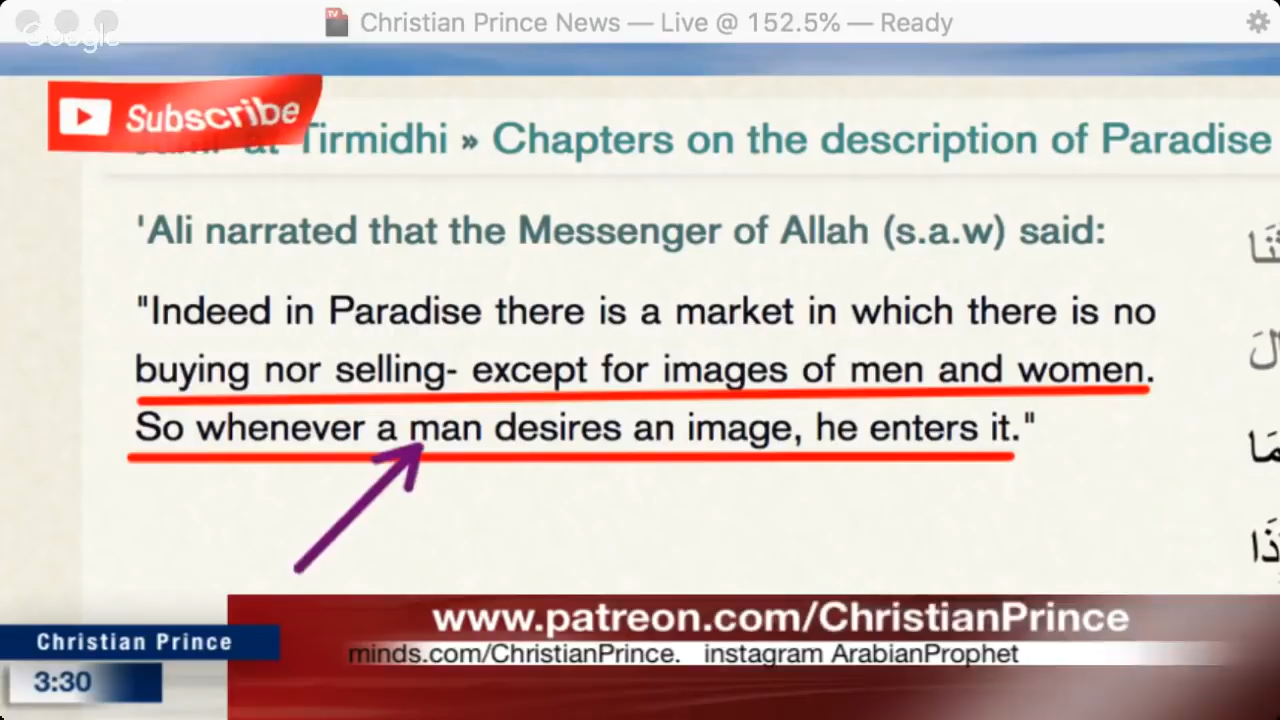 Christian Prince News — Live @ 152.5% — Ready
Google
Subscribe
at Tirmidhi » Chapters on the description of Paradise
'Ali narrated that the Messenger of Allah (s.a.w) said:
"Indeed in Paradise there is a market in which there is no
buying nor selling- except for images of men and women.
So whenever a man desires an image, he enters it."
www.patreon.com/ChristianPrince
Christian Prince
minds.com/ChristianPrince. instagram ArabianProphet
3:30